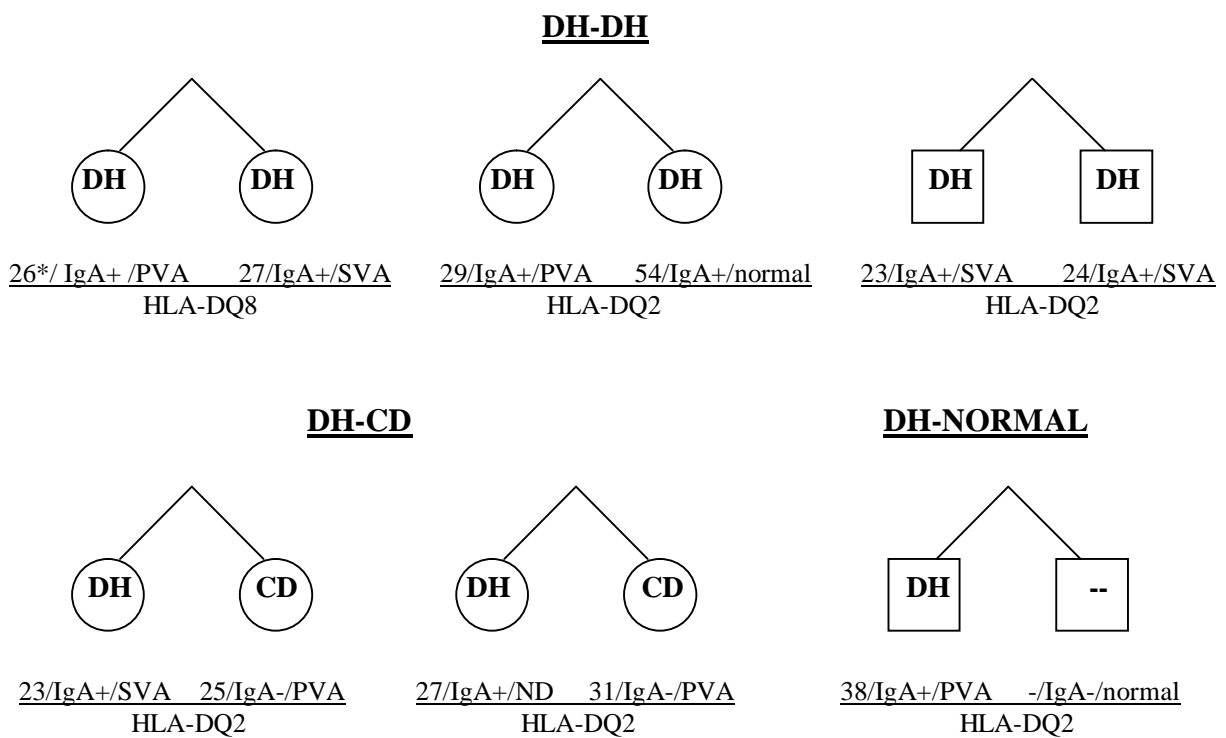 DH-DH
DH DH DH DH DH DH
26*/ IgA+ /PVA 27/IgA+/SVA 29/IgA+/PVA 54/IgA+/normal 23/IgA+/SVA 24/IgA+/SVA
HLA-DQ8 HLA-DQ2 HLA-DQ2
DH-CD DH-NORMAL
DH CD DH CD DH --
23/IgA+/SVA 25/IgA-/PVA 27/IgA+/ND 31/IgA-/PVA 38/IgA+/PVA -/IgA-/normal
HLA-DQ2 HLA-DQ2 HLA-DQ2